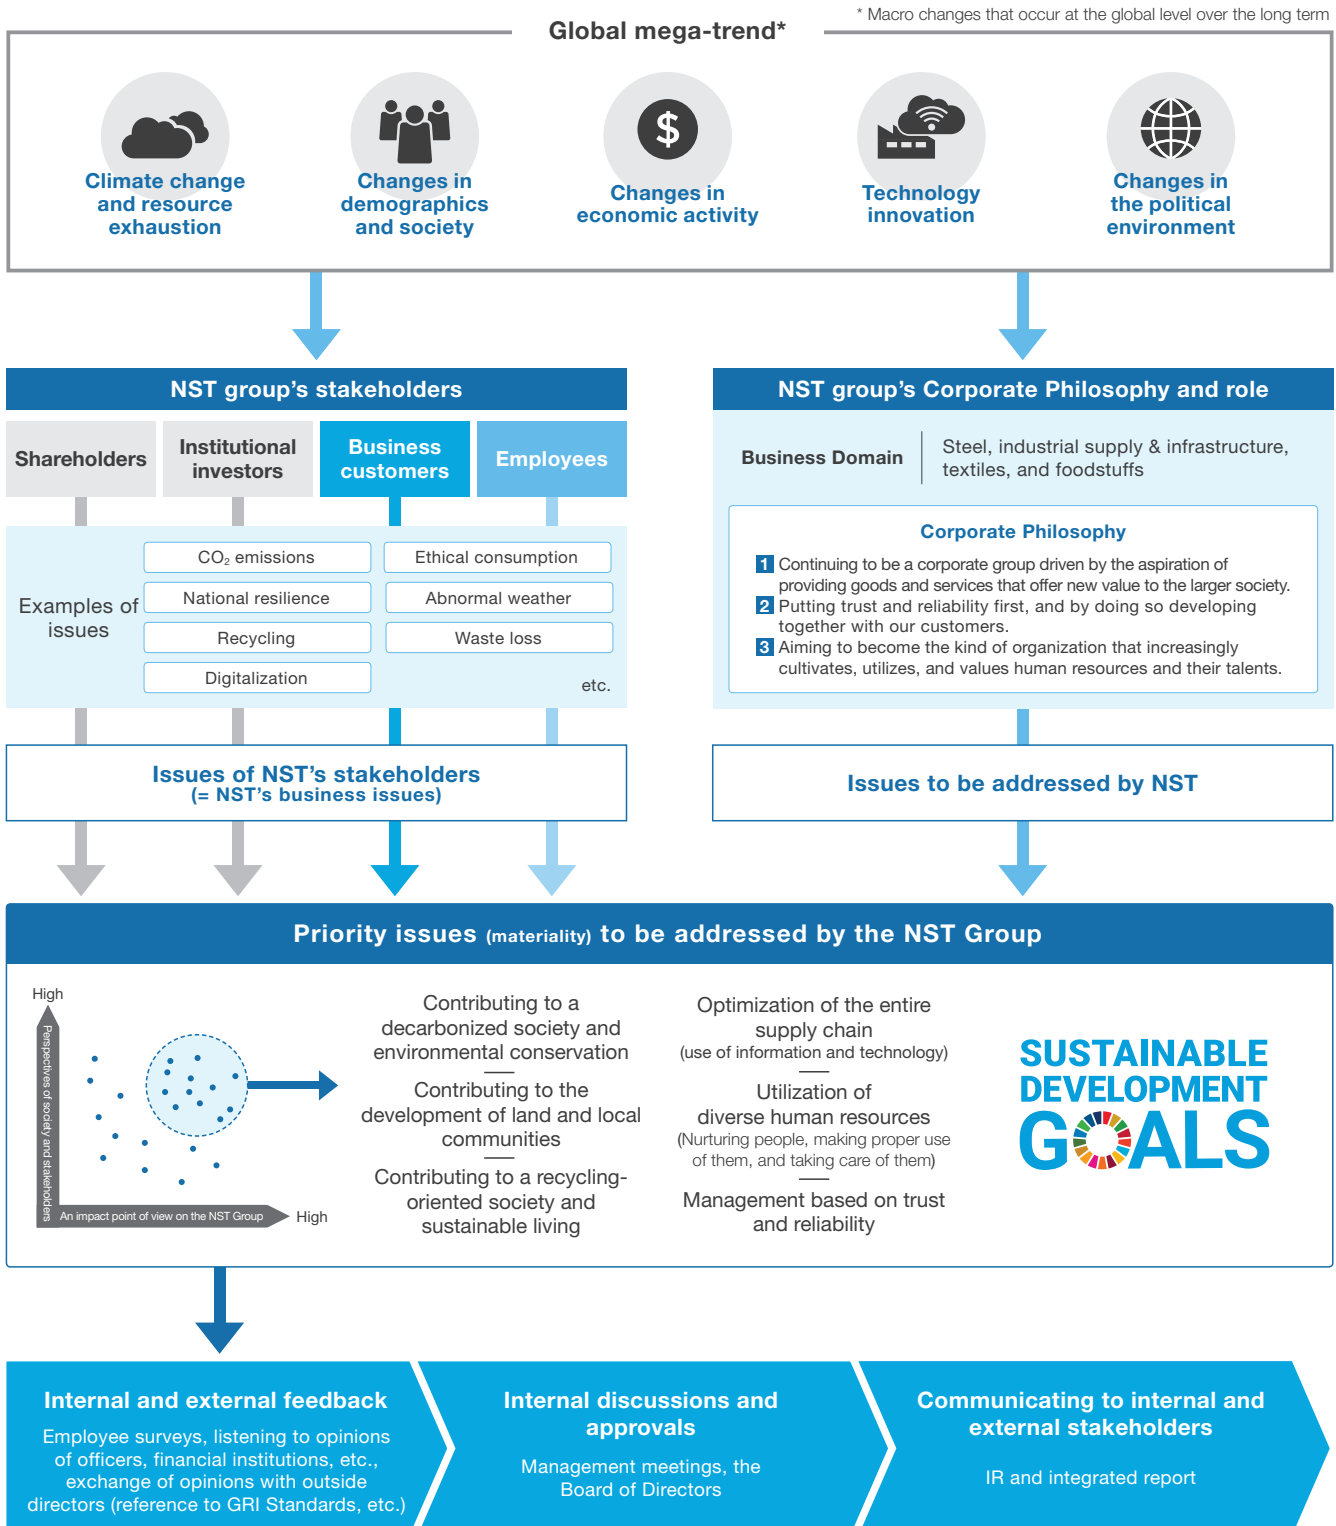 * Macro changes that occur at the global level over the long term
Global mega-trend*
Climate change
and resource
exhaustion
Changes in
demographics
and society
Changes in
economic activity
Technology
innovation
Changes in
the political
environment
NST group’s stakeholders
Shareholders
Institutional
investors
Business
customers
Employees
Examples of
issues
CO₂ emissions
National resilience
Recycling
Digitalization
Ethical consumption
Abnormal weather
Waste loss
etc.
Issues of NST’s stakeholders
(= NST’s business issues)
NST group’s Corporate Philosophy and role
Business Domain
Steel, industrial supply & infrastructure,
textiles, and foodstuffs
Corporate Philosophy
1 Continuing to be a corporate group driven by the aspiration of
providing goods and services that offer new value to the larger society.
2 Putting trust and reliability first, and by doing so developing
together with our customers.
3 Aiming to become the kind of organization that increasingly
cultivates, utilizes, and values human resources and their talents.
Issues to be addressed by NST
Priority issues (materiality) to be addressed by the NST Group
High
Perspectives of society and stakeholders
An impact point of view on the NST Group
High
Contributing to a
decarbonized society and
environmental conservation
Contributing to the
development of land and local
communities
Contributing to a recycling-
oriented society and
sustainable living
Optimization of the entire
supply chain
(use of information and technology)
Utilization of
diverse human resources
(Nurturing people, making proper use
of them, and taking care of them)
Management based on trust
and reliability
SUSTAINABLE
DEVELOPMENT
GOALS
Internal and external feedback
Employee surveys, listening to opinions
of officers, financial institutions, etc.,
exchange of opinions with outside
directors (reference to GRI Standards, etc.)
Internal discussions and
approvals
Management meetings, the
Board of Directors
Communicating to internal and
external stakeholders
IR and integrated report